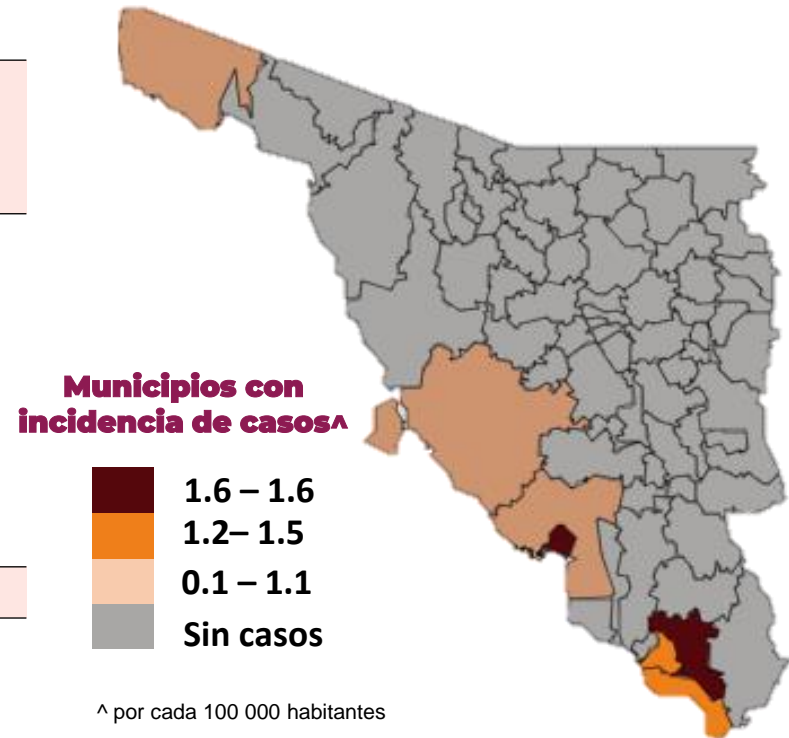 Municipios con
incidencia de casos^
1.6 – 1.6
1.2– 1.5
0.1 – 1.1
Sin casos
^ por cada 100 000 habitantes